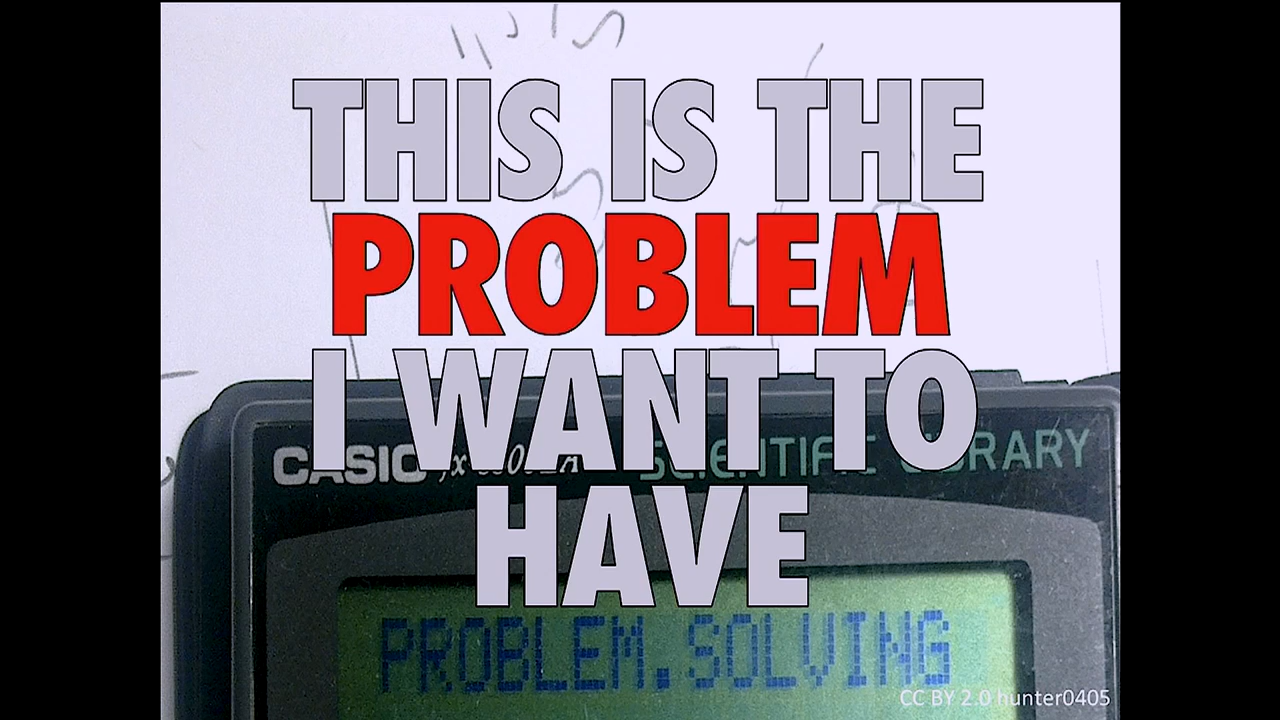 THIS IS THE
PROBLEM
I WANT TO
HAVE
CASIO
SCIENTIFIC LIBRARY
PROBLEM.SOLVING
CC BY 2.0 hunter0405